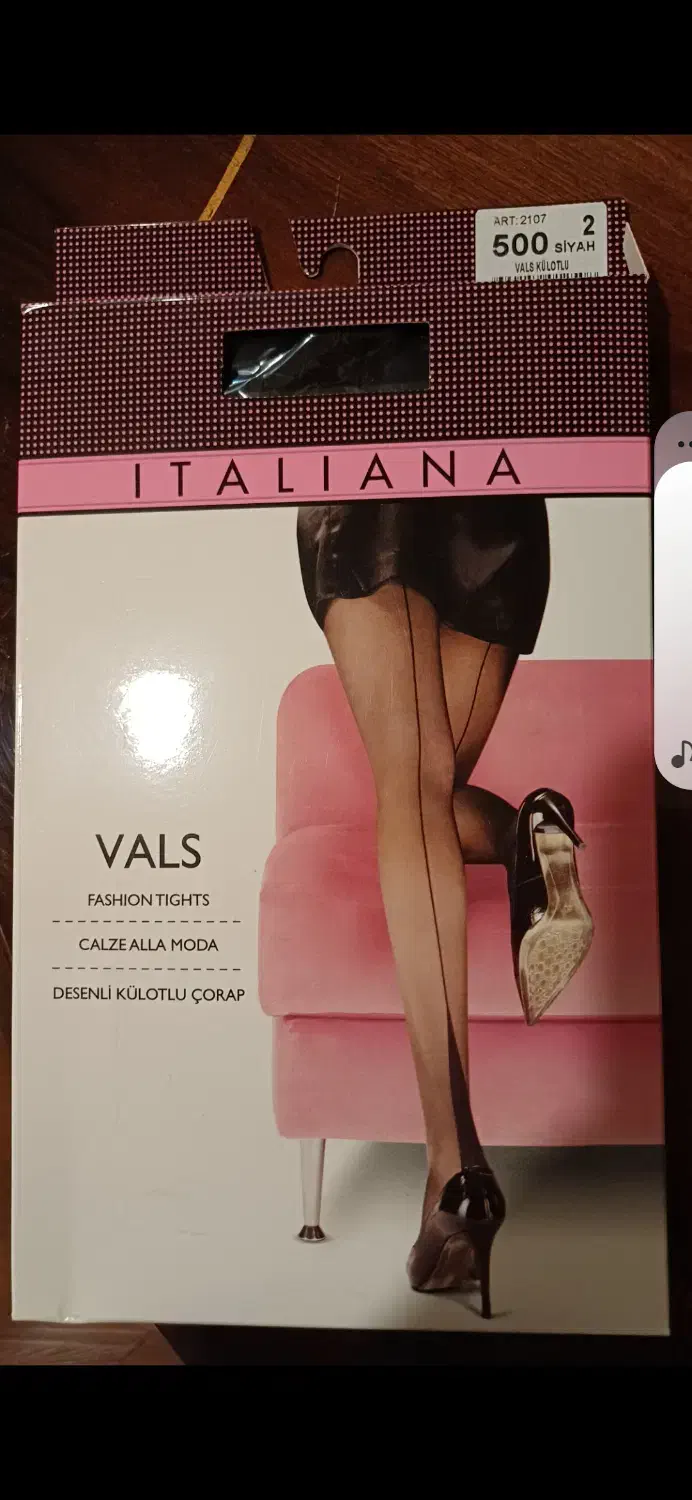 ART: 2107
2
500 SİYAH
VALS KÜLOTLU
ITALIANA
VALS
FASHION TIGHTS
CALZE ALLA MODA
DESENLİ KÜLOTLU ÇORAP